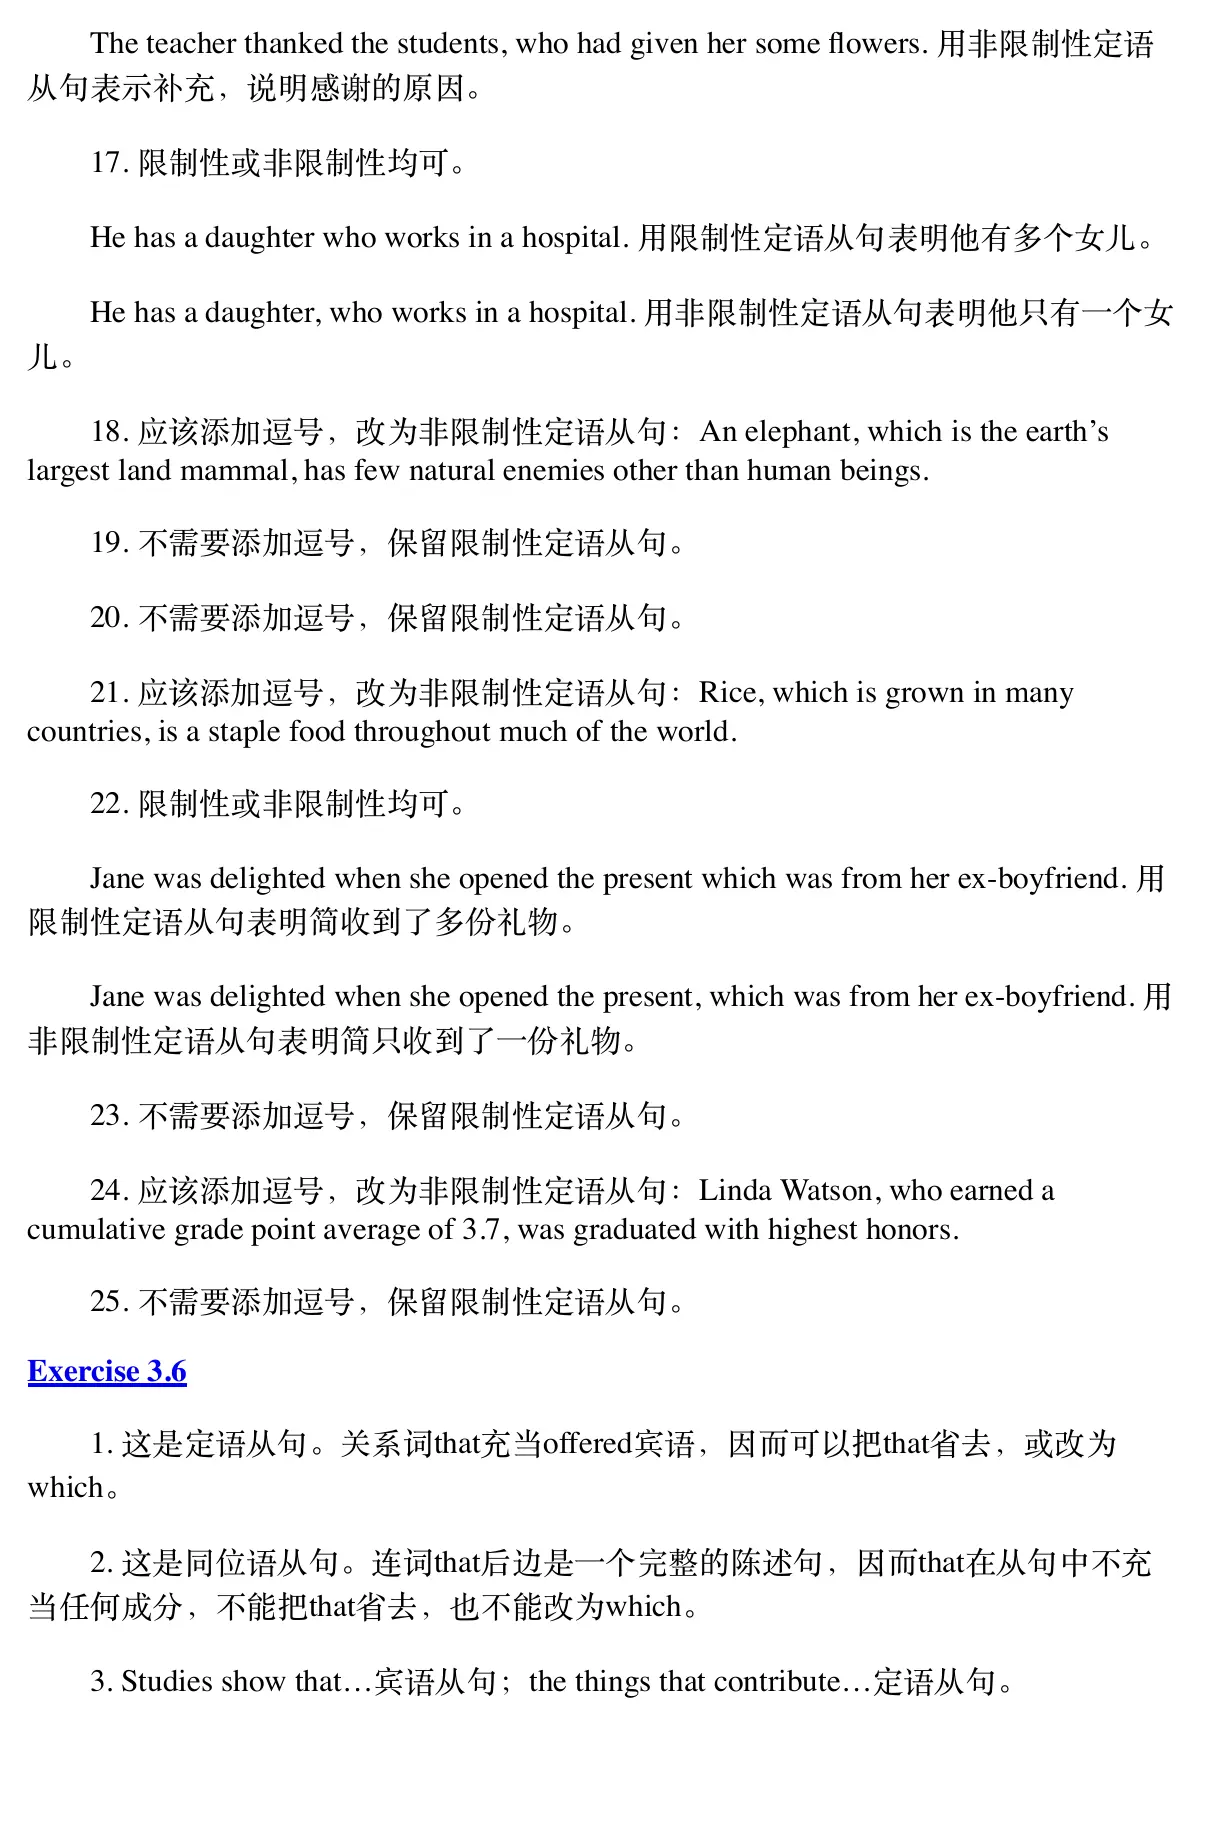 The teacher thanked the students, who had given her some flowers. 用非限制性定语
从句表示补充，说明感谢的原因。
17. 限制性或非限制性均可。
He has a daughter who works in a hospital. 用限制性定语从句表明他有多个女儿。
He has a daughter, who works in a hospital. 用非限制性定语从句表明他只有一个女
儿。
18. 应该添加逗号，改为非限制性定语从句：An elephant, which is the earth’s
largest land mammal, has few natural enemies other than human beings.
19. 不需要添加逗号，保留限制性定语从句。
20. 不需要添加逗号，保留限制性定语从句。
21. 应该添加逗号，改为非限制性定语从句：Rice, which is grown in many
countries, is a staple food throughout much of the world.
22. 限制性或非限制性均可。
Jane was delighted when she opened the present which was from her ex-boyfriend. 用
限制性定语从句表明简收到了多份礼物。
Jane was delighted when she opened the present, which was from her ex-boyfriend. 用
非限制性定语从句表明简只收到了一份礼物。
23. 不需要添加逗号，保留限制性定语从句。
24. 应该添加逗号，改为非限制性定语从句：Linda Watson, who earned a
cumulative grade point average of 3.7, was graduated with highest honors.
25. 不需要添加逗号，保留限制性定语从句。
Exercise 3.6
1. 这是定语从句。关系词that充当offered宾语，因而可以把that省去，或改为
which。
2. 这是同位语从句。连词that后边是一个完整的陈述句，因而that在从句中不充
当任何成分，不能把that省去，也不能改为which。
3. Studies show that…宾语从句；the things that contribute…定语从句。